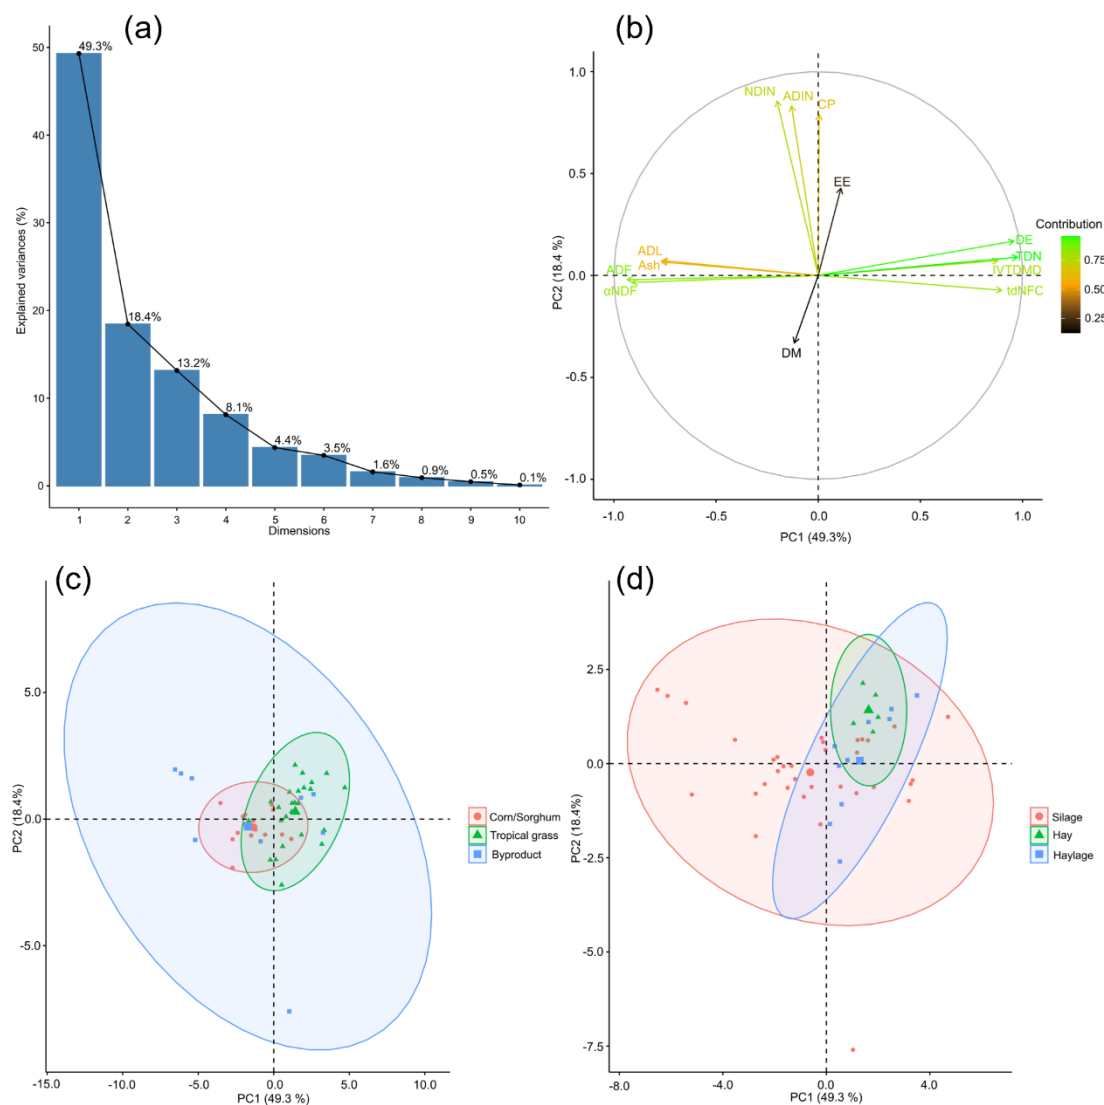 (a)
Explained variances (%)
50
40
30
20
10
0
49.3%
18.4%
13.2%
8.1%
4.4%
3.5%
1.6%
0.9%
0.5%
0.1%
1 2 3 4 5 6 7 8 9 10
Dimensions
(b)
PC2 (18.4 %)
1.0
0.5
0.0
-0.5
-1.0
NDIN
ADIN
CP
EE
DE
TDN
IVTDMD
tdNFC
ADL
Ash
ADF
αNDF
DM
-1.0 -0.5 0.0 0.5 1.0
PC1 (49.3%)
Contribution
0.75
0.50
0.25
(c)
PC2 (18.4%)
5.0
0.0
-5.0
-15.0 -10.0 -5.0 0.0 5.0 10.0
PC1 (49.3 %)
Corn/Sorghum
Tropical grass
Byproduct
(d)
PC2 (18.4%)
2.5
0.0
-2.5
-5.0
-7.5
-8.0 -4.0 0.0 4.0
PC1 (49.3 %)
Silage
Hay
Haylage